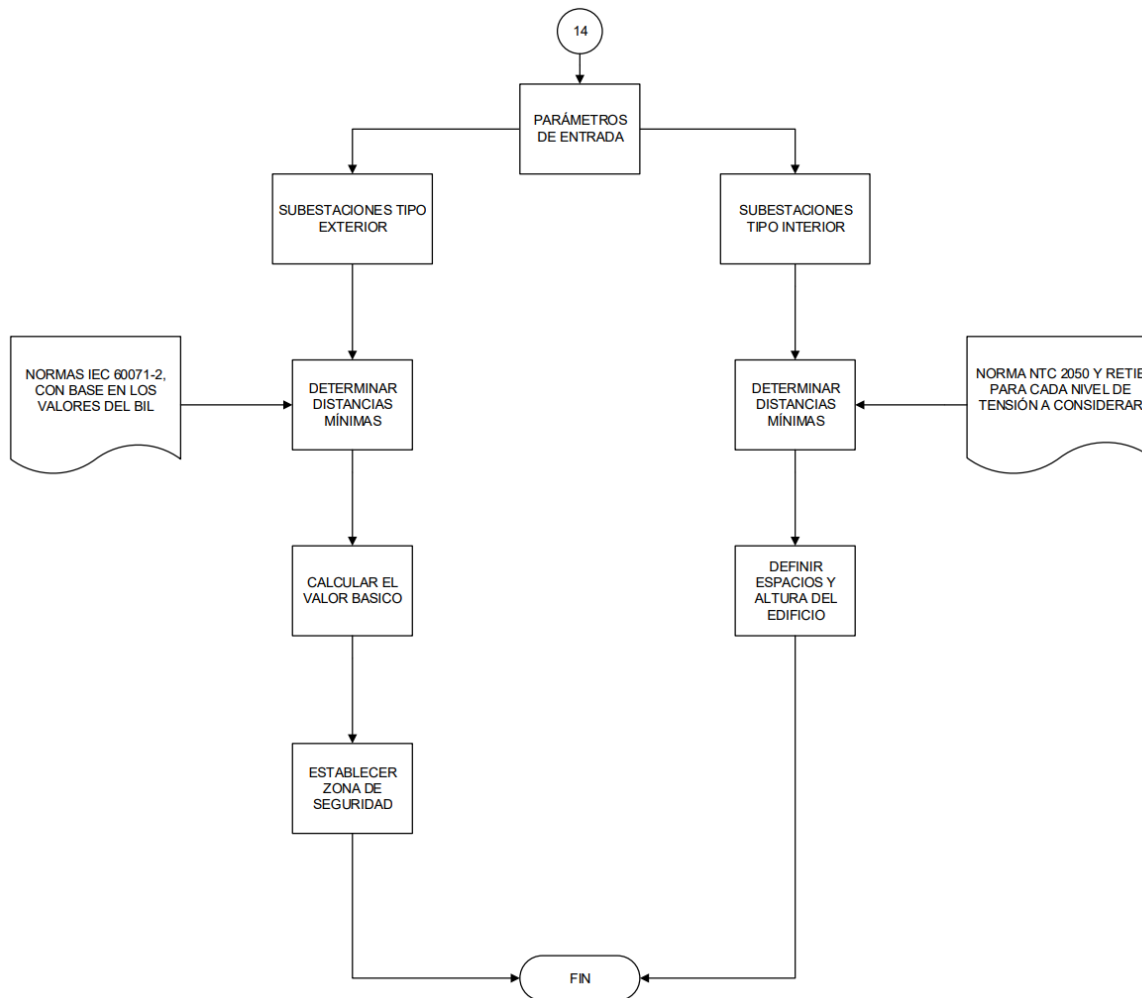 14
PARÁMETROS
DE ENTRADA
SUBESTACIONES TIPO
EXTERIOR
SUBESTACIONES
TIPO INTERIOR
NORMAS IEC 60071-2,
CON BASE EN LOS
VALORES DEL BIL
DETERMINAR
DISTANCIAS
MÍNIMAS
DETERMINAR
DISTANCIAS
MÍNIMAS
NORMA NTC 2050 Y RETIE
PARA CADA NIVEL DE
TENSIÓN A CONSIDERAR
CALCULAR EL
VALOR BASICO
DEFINIR
ESPACIOS Y
ALTURA DEL
EDIFICIO
ESTABLECER
ZONA DE
SEGURIDAD
FIN